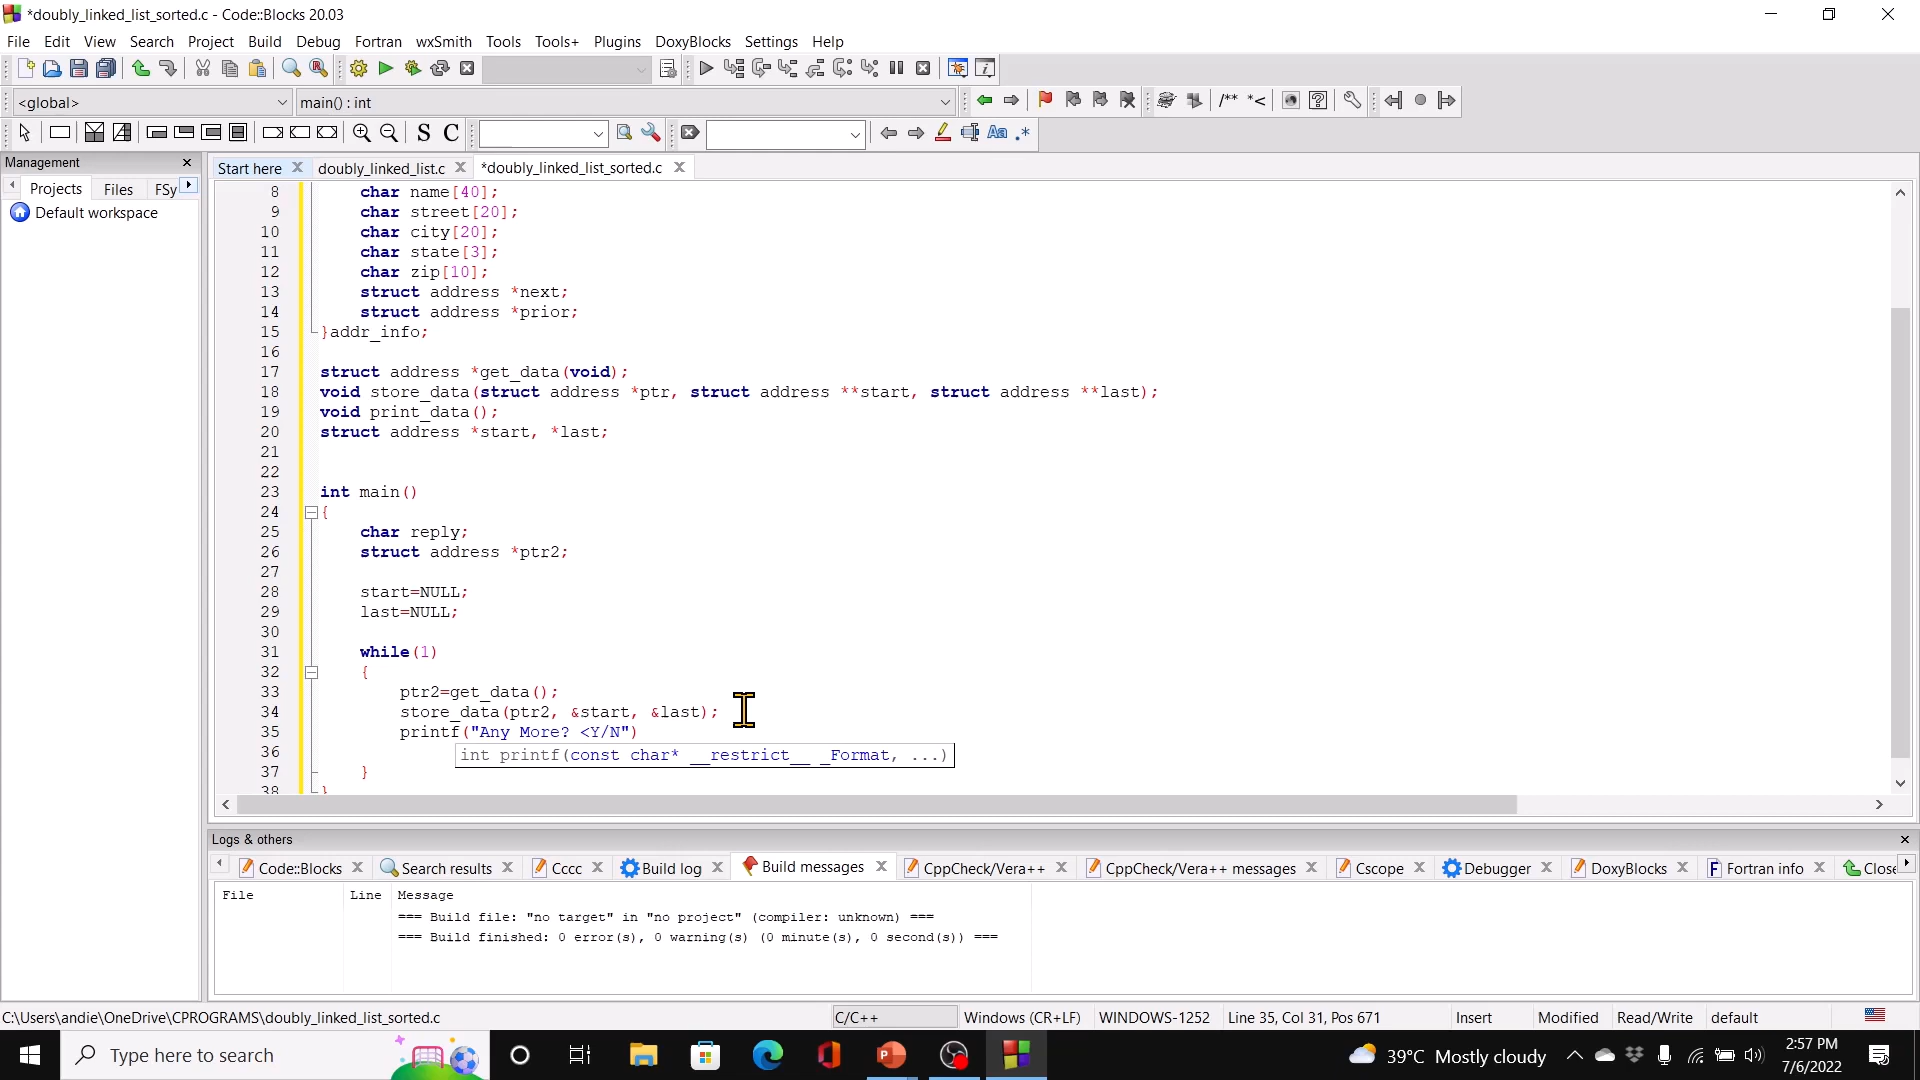 *doubly_linked_list_sorted.c - Code::Blocks 20.03
File Edit View Search Project Build Debug Fortran wxSmith Tools Tools+ Plugins DoxyBlocks Settings Help
<global> main() : int /** *<
S C Aa .*
Management
Start here doubly_linked_list.c *doubly_linked_list_sorted.c
Projects Files FSy
Default workspace
8 char name[40];
9 char street[20];
10 char city[20];
11 char state[3];
12 char zip[10];
13 struct address *next;
14 struct address *prior;
15 }addr_info;
16
17 struct address *get_data(void);
18 void store_data(struct address *ptr, struct address **start, struct address **last);
19 void print_data();
20 struct address *start, *last;
21
22
23 int main()
24 {
25 char reply;
26 struct address *ptr2;
27
28 start=NULL;
29 last=NULL;
30
31 while(1)
32 {
33 ptr2=get_data();
34 store_data(ptr2, &start, &last);
35 printf("Any More? <Y/N")
36 int printf(const char* __restrict__ _Format, ...)
37 }
38 }
Logs & others
Code::Blocks Search results Cccc Build log Build messages CppCheck/Vera++ CppCheck/Vera++ messages Cscope Debugger DoxyBlocks Fortran info Close
File Line Message
=== Build file: "no target" in "no project" (compiler: unknown) ===
=== Build finished: 0 error(s), 0 warning(s) (0 minute(s), 0 second(s)) ===
C:\Users\andie\OneDrive\CPROGRAMS\doubly_linked_list_sorted.c C/C++ Windows (CR+LF) WINDOWS-1252 Line 35, Col 31, Pos 671 Insert Modified Read/Write default
Type here to search 39°C Mostly cloudy 2:57 PM
7/6/2022